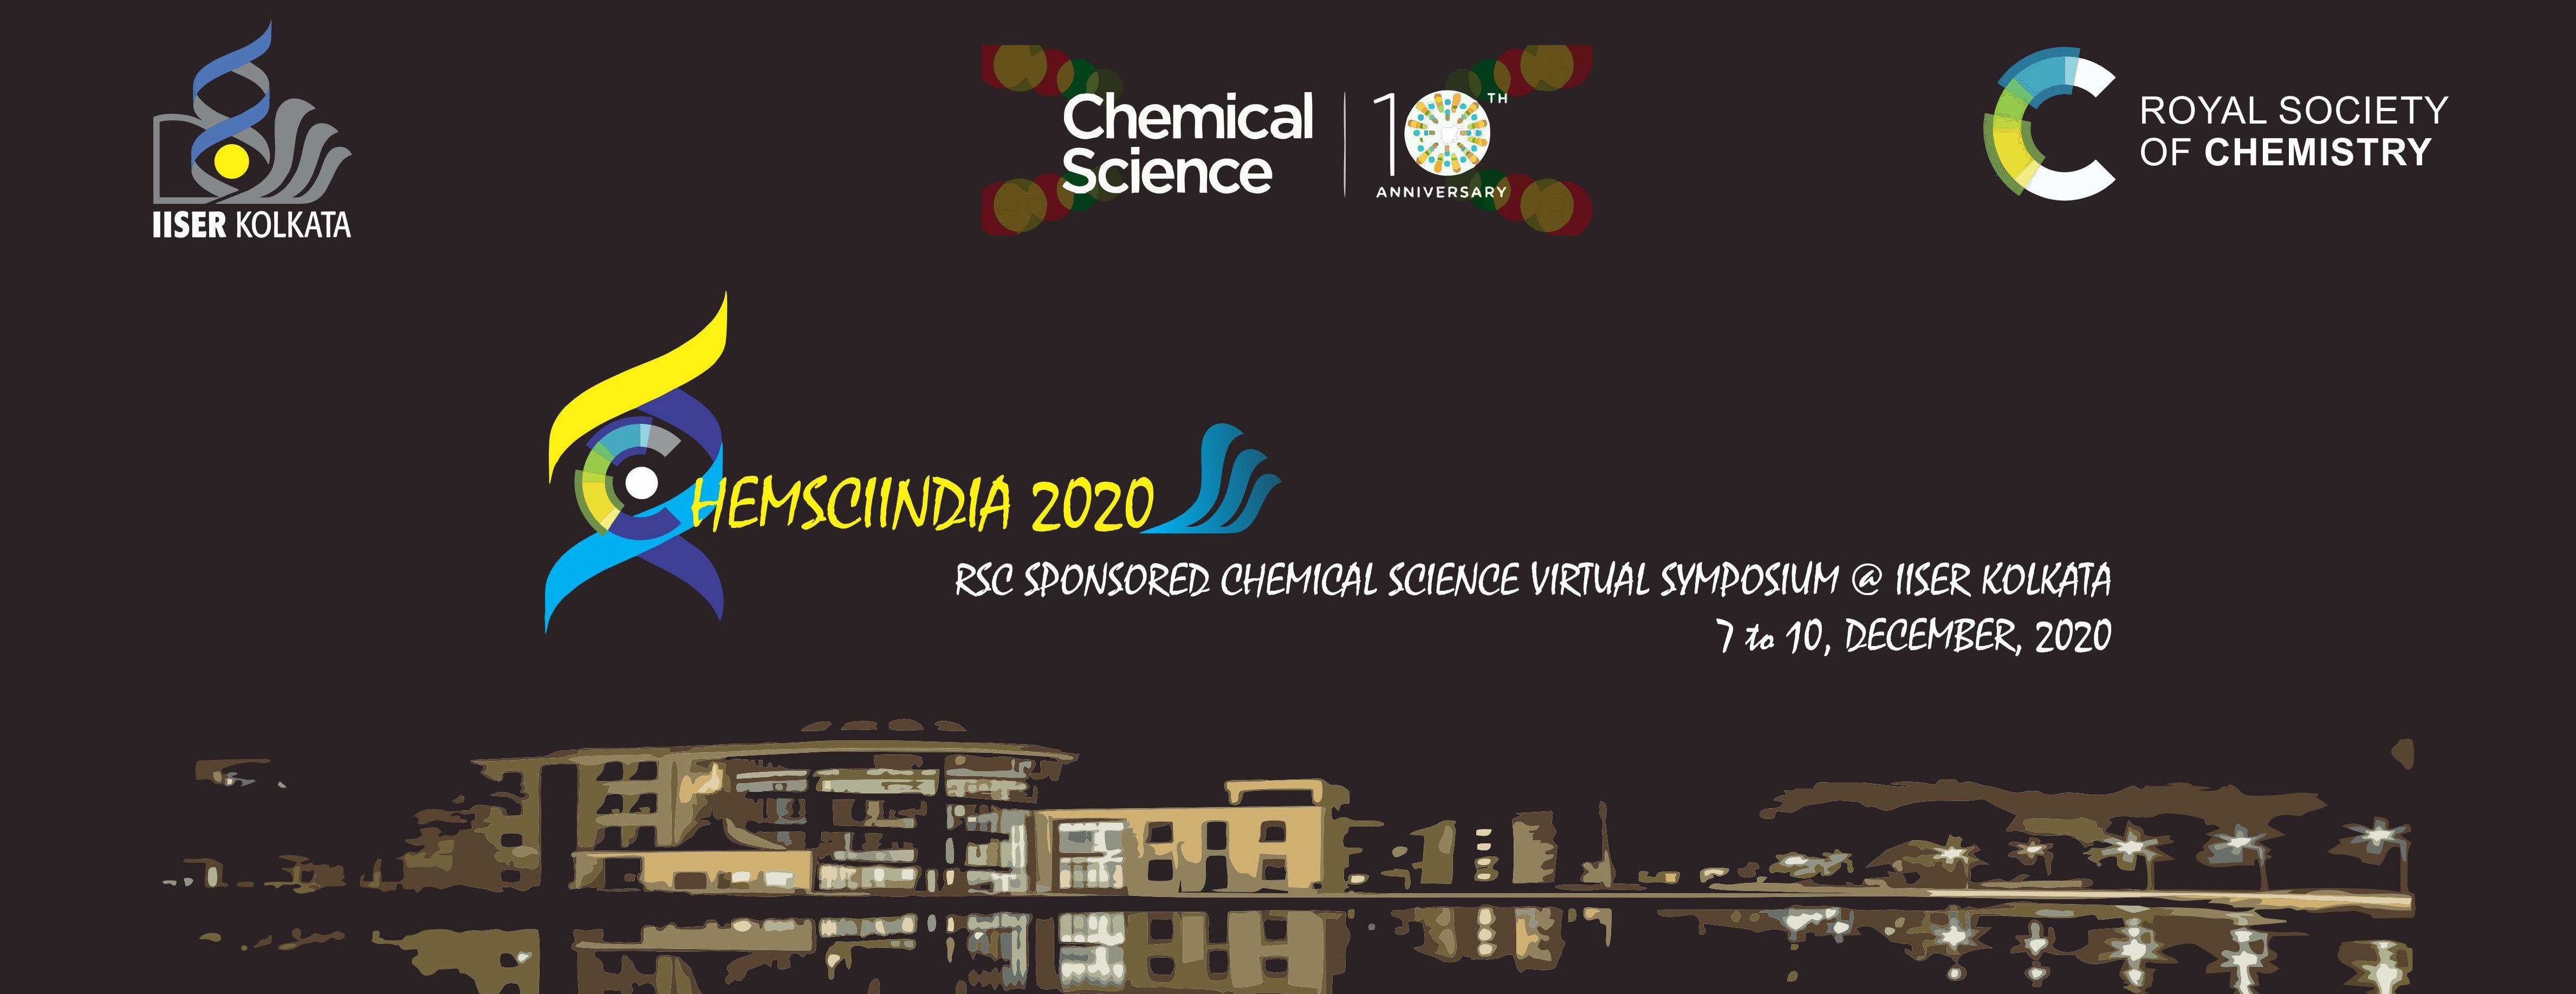 IISER KOLKATA
Chemical
Science
10TH
ANNIVERSARY
ROYAL SOCIETY
OF CHEMISTRY
CHEMSCIINDIA 2020
RSC SPONSORED CHEMICAL SCIENCE VIRTUAL SYMPOSIUM @ IISER KOLKATA
7 to 10, DECEMBER, 2020